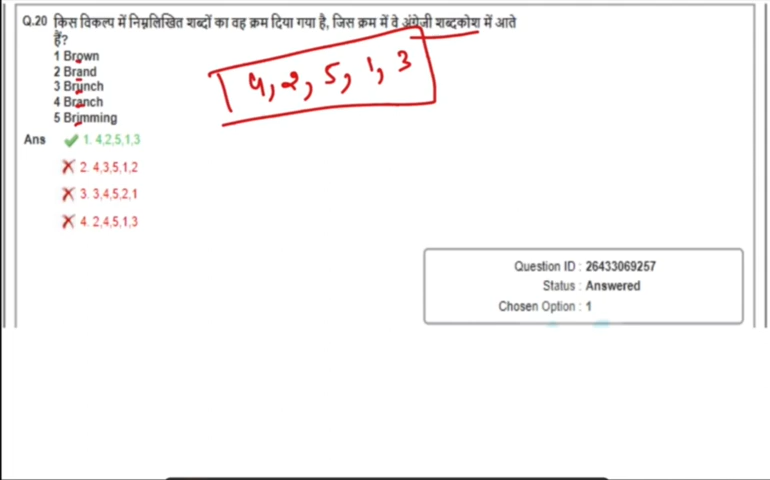 Q.20 किस विकल्प में निम्नलिखित शब्दों का वह क्रम दिया गया है, जिस क्रम में वे अंग्रेजी शब्दकोश में आते
हैं?
1 Brown
2 Brand
3 Brunch
4 Branch
5 Brimming
4, 2, 5, 1, 3
Ans 1. 4,2,5,1,3
2. 4,3,5,1,2
3. 3,4,5,2,1
4. 2,4,5,1,3
Question ID : 26433069257
Status : Answered
Chosen Option : 1